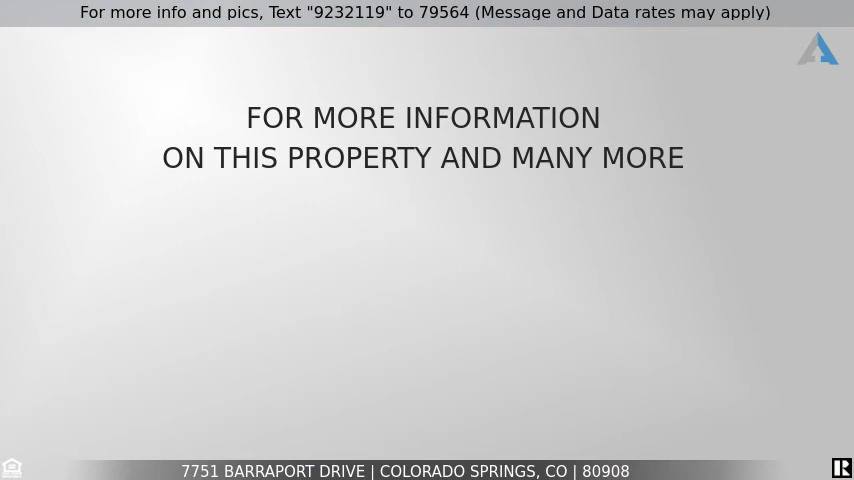 For more info and pics, Text "9232119" to 79564 (Message and Data rates may apply)
FOR MORE INFORMATION
ON THIS PROPERTY AND MANY MORE
7751 BARRAPORT DRIVE | COLORADO SPRINGS, CO | 80908